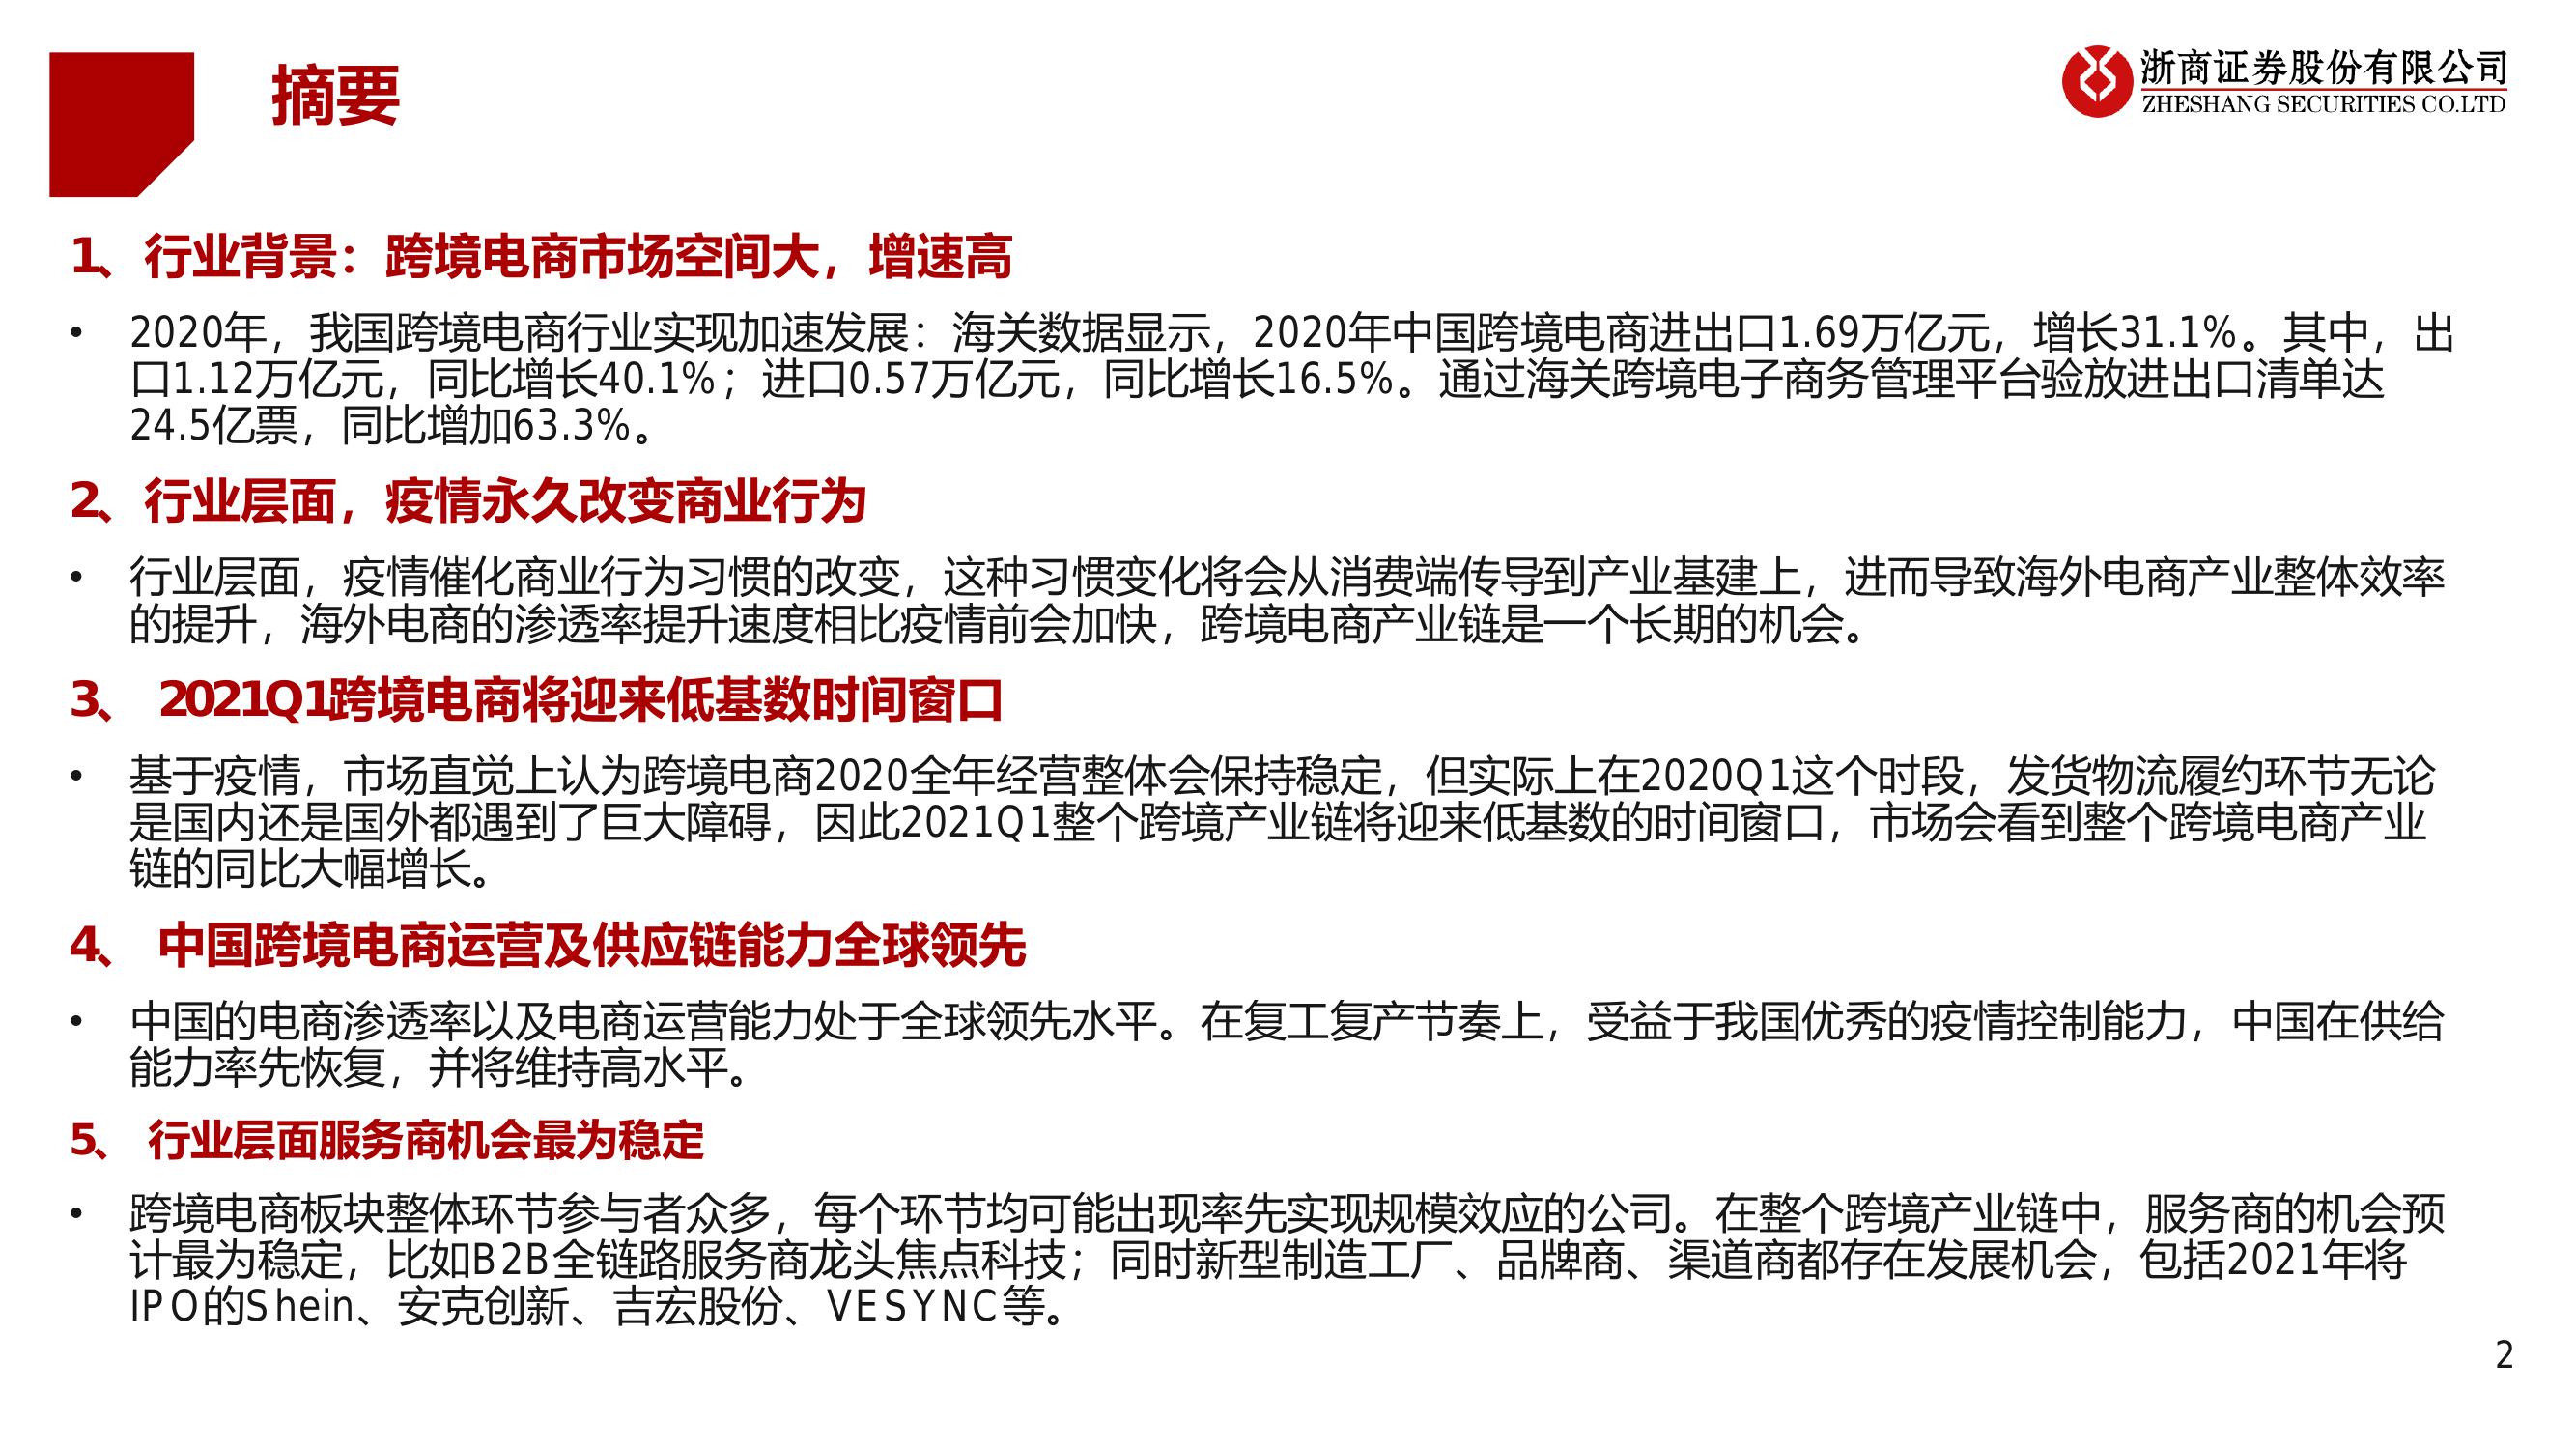 摘要
浙商证券股份有限公司
ZHESHANG SECURITIES CO.LTD
1、行业背景：跨境电商市场空间大，增速高
• 2020年，我国跨境电商行业实现加速发展：海关数据显示，2020年中国跨境电商进出口1.69万亿元，增长31.1%。其中，出
口1.12万亿元，同比增长40.1%；进口0.57万亿元，同比增长16.5%。通过海关跨境电子商务管理平台验放进出口清单达
24.5亿票，同比增加63.3%。
2、行业层面，疫情永久改变商业行为
• 行业层面，疫情催化商业行为习惯的改变，这种习惯变化将会从消费端传导到产业基建上，进而导致海外电商产业整体效率
的提升，海外电商的渗透率提升速度相比疫情前会加快，跨境电商产业链是一个长期的机会。
3、 2021Q1跨境电商将迎来低基数时间窗口
• 基于疫情，市场直觉上认为跨境电商2020全年经营整体会保持稳定，但实际上在2020Q1这个时段，发货物流履约环节无论
是国内还是国外都遇到了巨大障碍，因此2021Q1整个跨境产业链将迎来低基数的时间窗口，市场会看到整个跨境电商产业
链的同比大幅增长。
4、 中国跨境电商运营及供应链能力全球领先
• 中国的电商渗透率以及电商运营能力处于全球领先水平。在复工复产节奏上，受益于我国优秀的疫情控制能力，中国在供给
能力率先恢复，并将维持高水平。
5、 行业层面服务商机会最为稳定
• 跨境电商板块整体环节参与者众多，每个环节均可能出现率先实现规模效应的公司。在整个跨境产业链中，服务商的机会预
计最为稳定，比如B2B全链路服务商龙头焦点科技；同时新型制造工厂、品牌商、渠道商都存在发展机会，包括2021年将
IPO的Shein、安克创新、吉宏股份、VESYNC等。
2